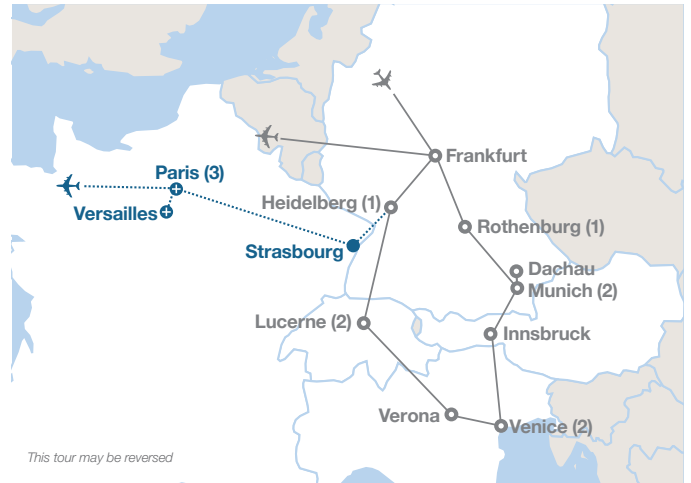 Frankfurt
Paris (3)
Heidelberg (1)
Versailles
Rothenburg (1)
Strasbourg
Dachau
Munich (2)
Lucerne (2)
Innsbruck
Verona
Venice (2)
This tour may be reversed